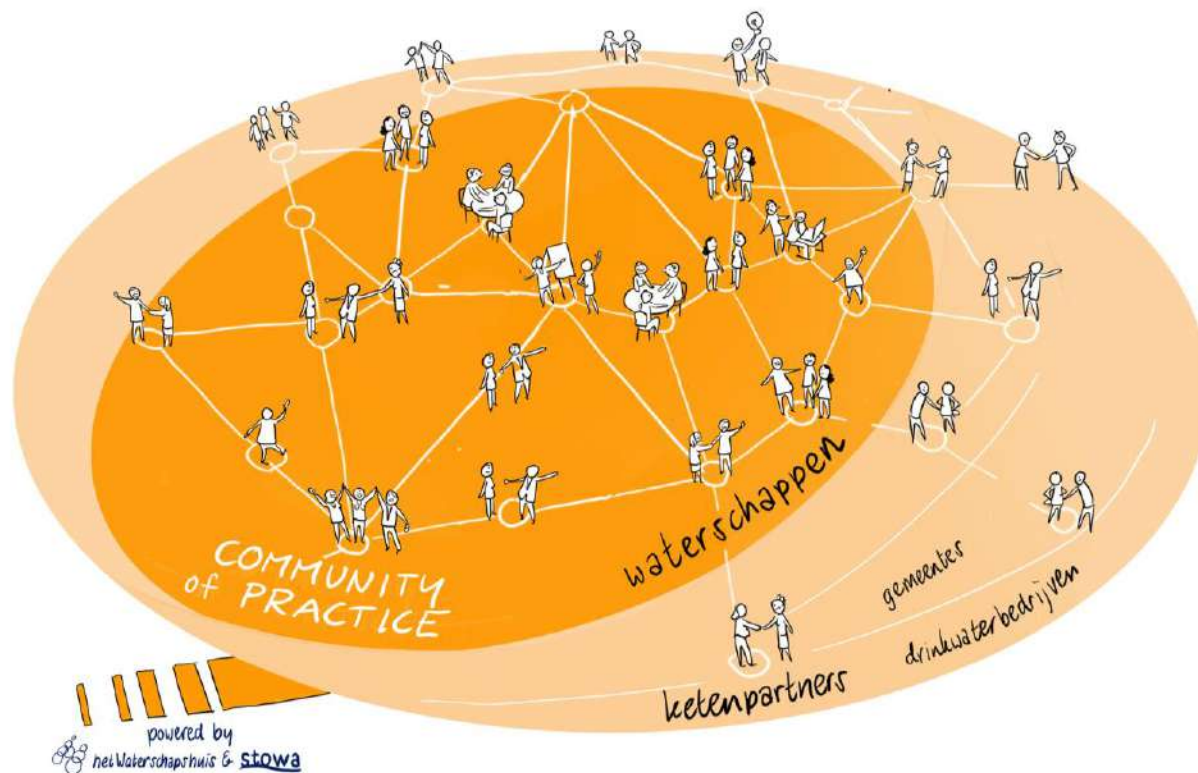 COMMUNITY
of PRACTICE
waterschappen
gemeentes
drinkwaterbedrijven
ketenpartners
powered by
hetWaterschapshuis & stowa